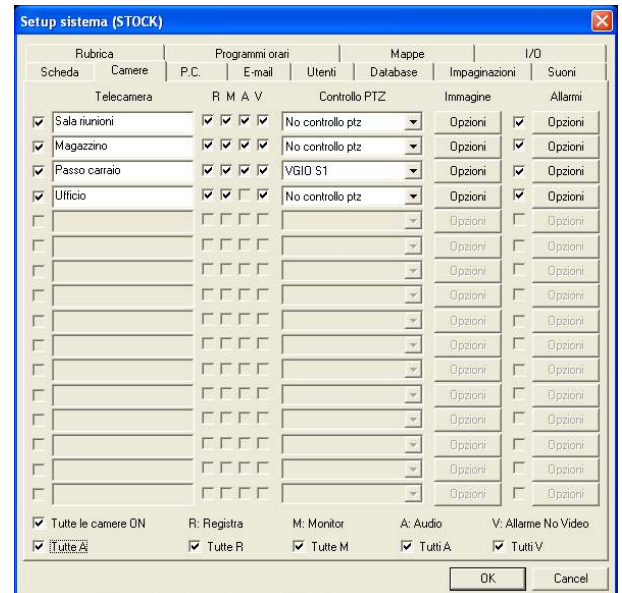 Setup sistema (STOCK)
Rubrica Programmi orari Mappe I/O
Scheda Camere P.C. E-mail Utenti Database Impaginazioni Suoni
Telecamera R M A V Controllo PTZ Immagine Allarmi
Sala riunioni No controllo ptz Opzioni Opzioni
Magazzino No controllo ptz Opzioni Opzioni
Passo carraio VGIO S1 Opzioni Opzioni
Ufficio No controllo ptz Opzioni Opzioni
Opzioni Opzioni
Opzioni Opzioni
Opzioni Opzioni
Opzioni Opzioni
Opzioni Opzioni
Opzioni Opzioni
Opzioni Opzioni
Opzioni Opzioni
Opzioni Opzioni
Opzioni Opzioni
Opzioni Opzioni
Opzioni Opzioni
Tutte le camere ON R: Registra M: Monitor A: Audio V: Allarme No Video
Tutte A Tutte R Tutte M Tutti A Tutti V
OK Cancel